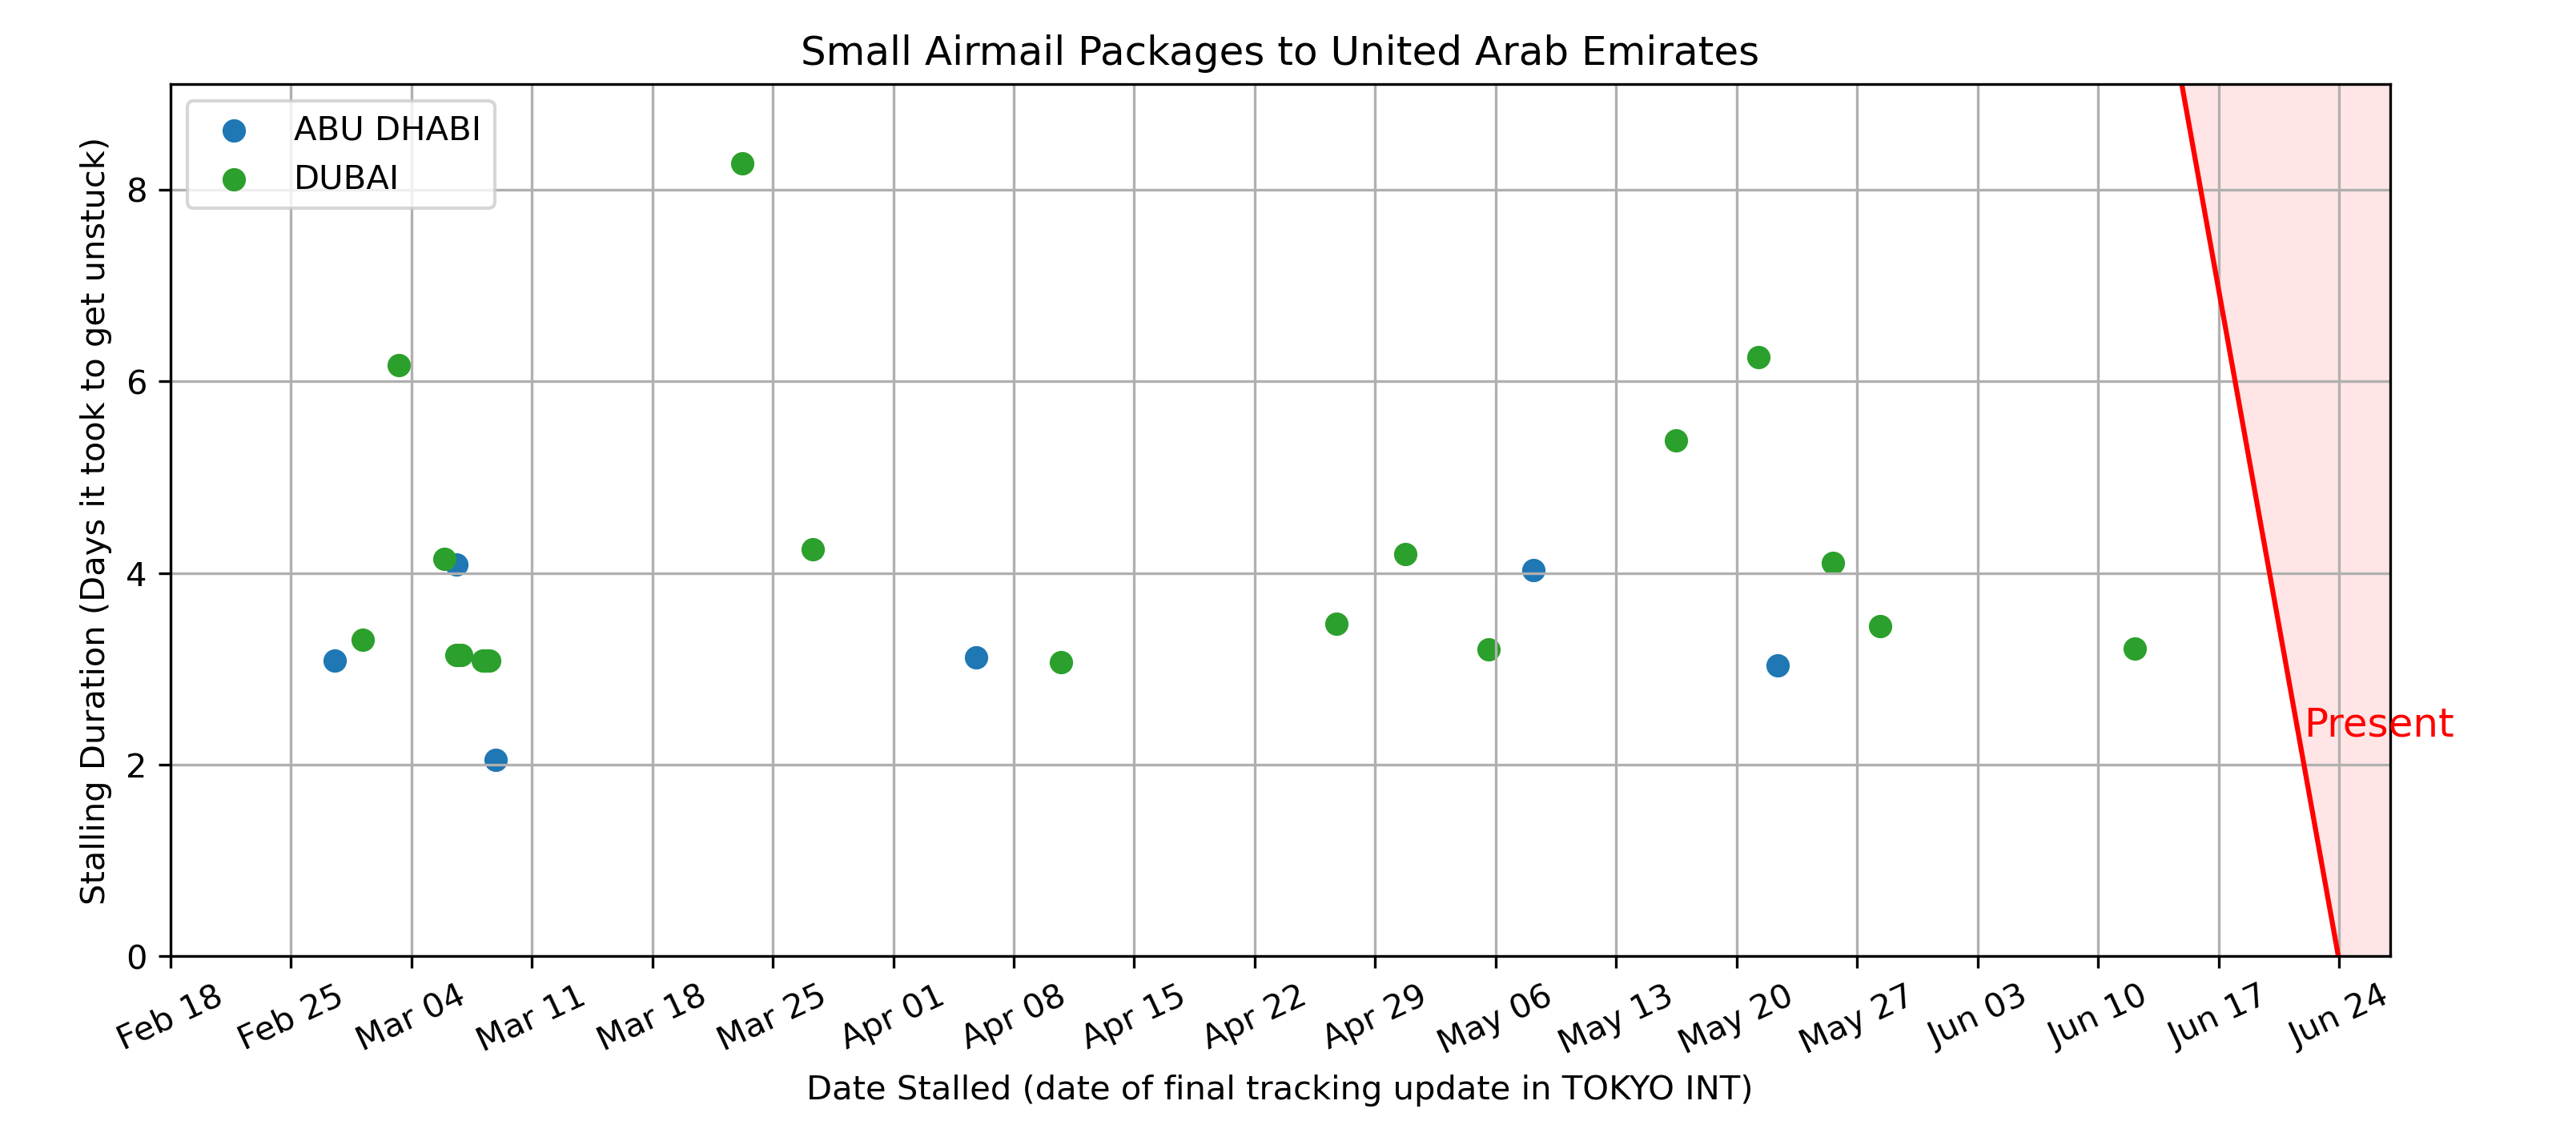 Small Airmail Packages to United Arab Emirates
ABU DHABI
DUBAI
Stalling Duration (Days it took to get unstuck)
8
6
4
2
0
Present
Feb 18
Feb 25
Mar 04
Mar 11
Mar 18
Mar 25
Apr 01
Apr 08
Apr 15
Apr 22
Apr 29
May 06
May 13
May 20
May 27
Jun 03
Jun 10
Jun 17
Jun 24
Date Stalled (date of final tracking update in TOKYO INT)